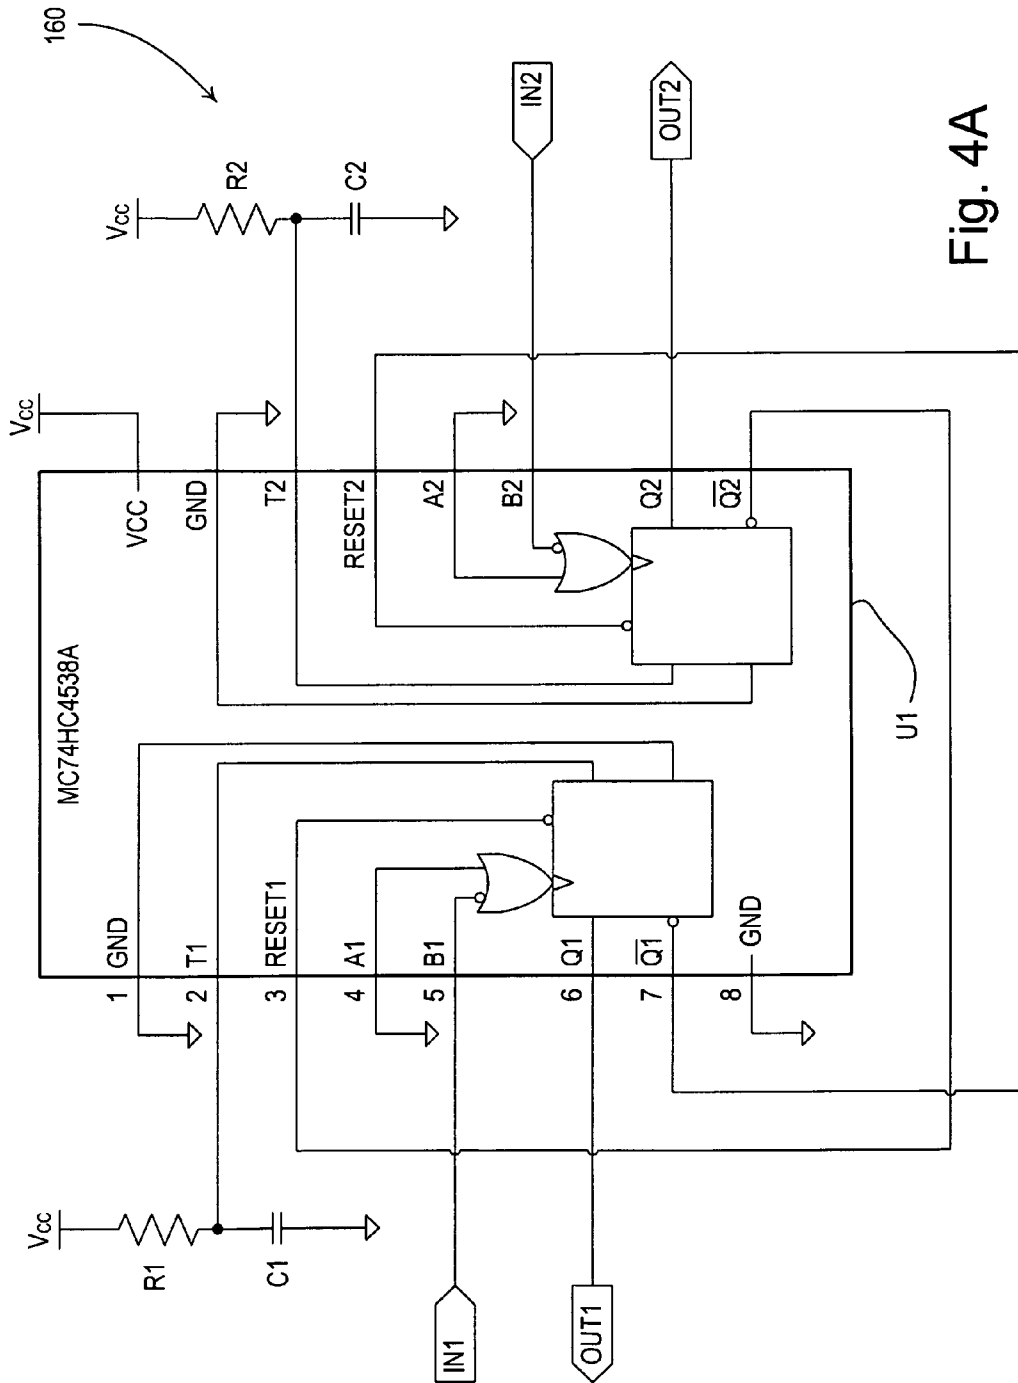 160
Vcc
R2
C2
IN2
OUT2
Fig. 4A
Vcc
MC74HC4538A
VCC
GND
T2
RESET2
A2
B2
Q2
Q2
U1
1 GND
2 T1
3 RESET1
4 A1
5 B1
6 Q1
7 Q1
8 GND
Vcc
R1
C1
IN1
OUT1